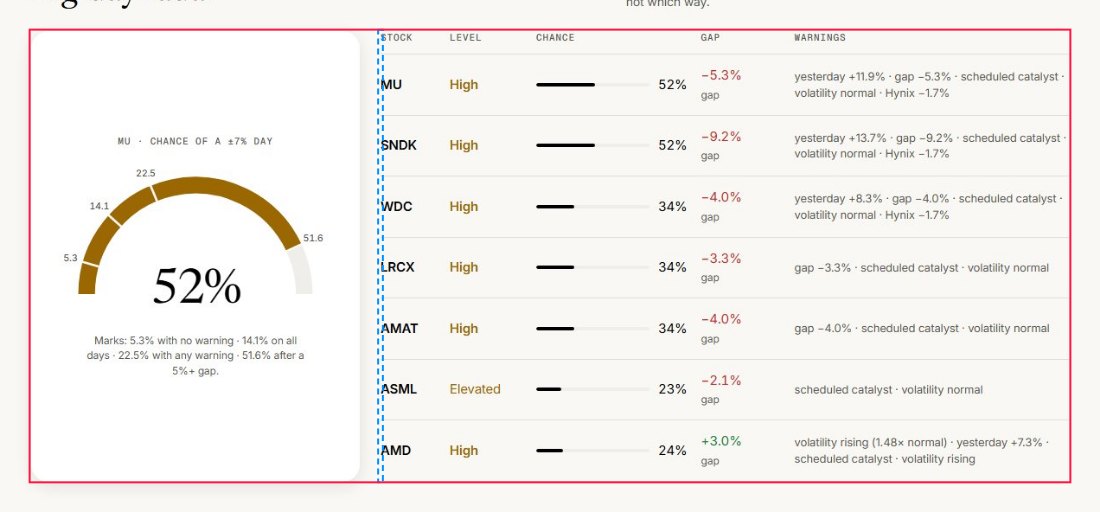 not which way.
MU · CHANCE OF A ±7% DAY
5.3
14.1
22.5
51.6
52%
Marks: 5.3% with no warning · 14.1% on all
days · 22.5% with any warning · 51.6% after a
5%+ gap.
STOCK LEVEL CHANCE GAP WARNINGS
MU High 52% −5.3% gap yesterday +11.9% · gap −5.3% · scheduled catalyst ·
volatility normal · Hynix −1.7%
SNDK High 52% −9.2% gap yesterday +13.7% · gap −9.2% · scheduled catalyst ·
volatility normal · Hynix −1.7%
WDC High 34% −4.0% gap yesterday +8.3% · gap −4.0% · scheduled catalyst ·
volatility normal · Hynix −1.7%
LRCX High 34% −3.3% gap gap −3.3% · scheduled catalyst · volatility normal
AMAT High 34% −4.0% gap gap −4.0% · scheduled catalyst · volatility normal
ASML Elevated 23% −2.1% gap scheduled catalyst · volatility normal
AMD High 24% +3.0% gap volatility rising (1.48× normal) · yesterday +7.3% ·
scheduled catalyst · volatility rising